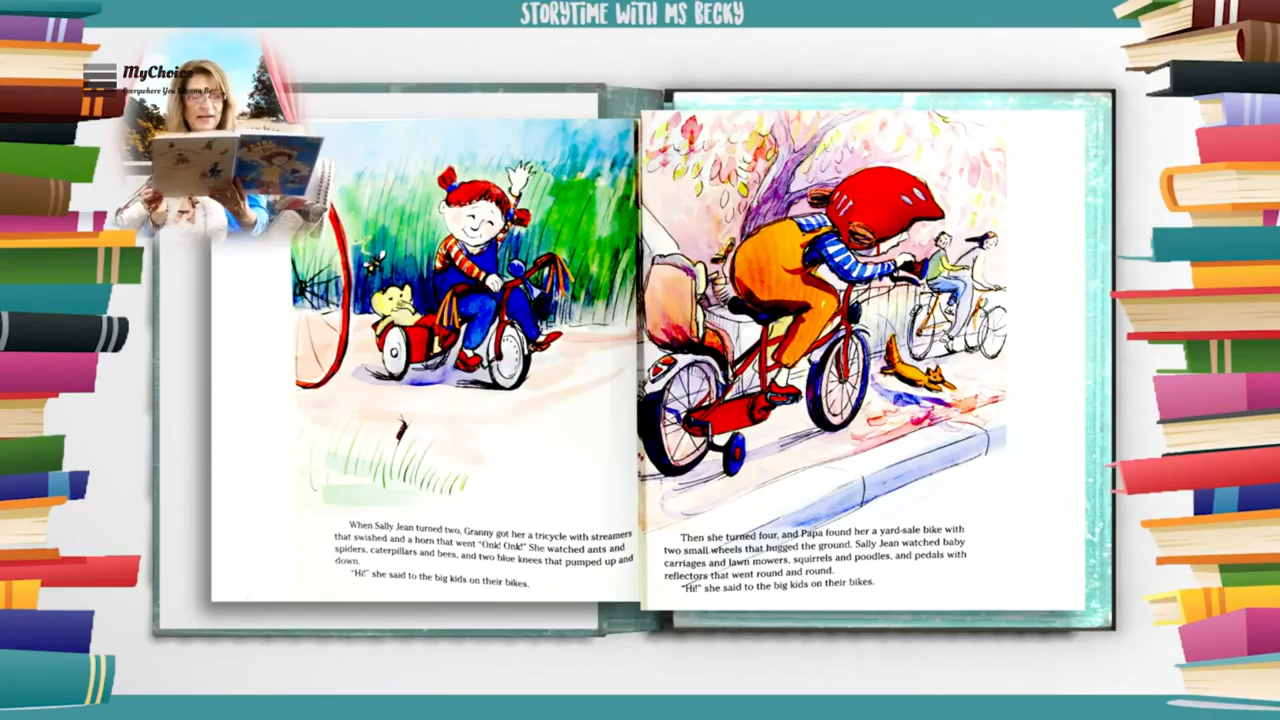 STORYTIME WITH MS BECKY
MyChoice
Everywhere You Wanna Be
When Sally Jean turned two, Granny got her a tricycle with streamers
that swished and a horn that went "Onk! Onk!" She watched ants and
spiders, caterpillars and bees, and two blue knees that pumped up and
down.
"Hi!" she said to the big kids on their bikes.
Then she turned four, and Papa found her a yard-sale bike with
two small wheels that hugged the ground. Sally Jean watched baby
carriages and lawn mowers, squirrels and poodles, and pedals with
reflectors that went round and round.
"Hi!" she said to the big kids on their bikes.